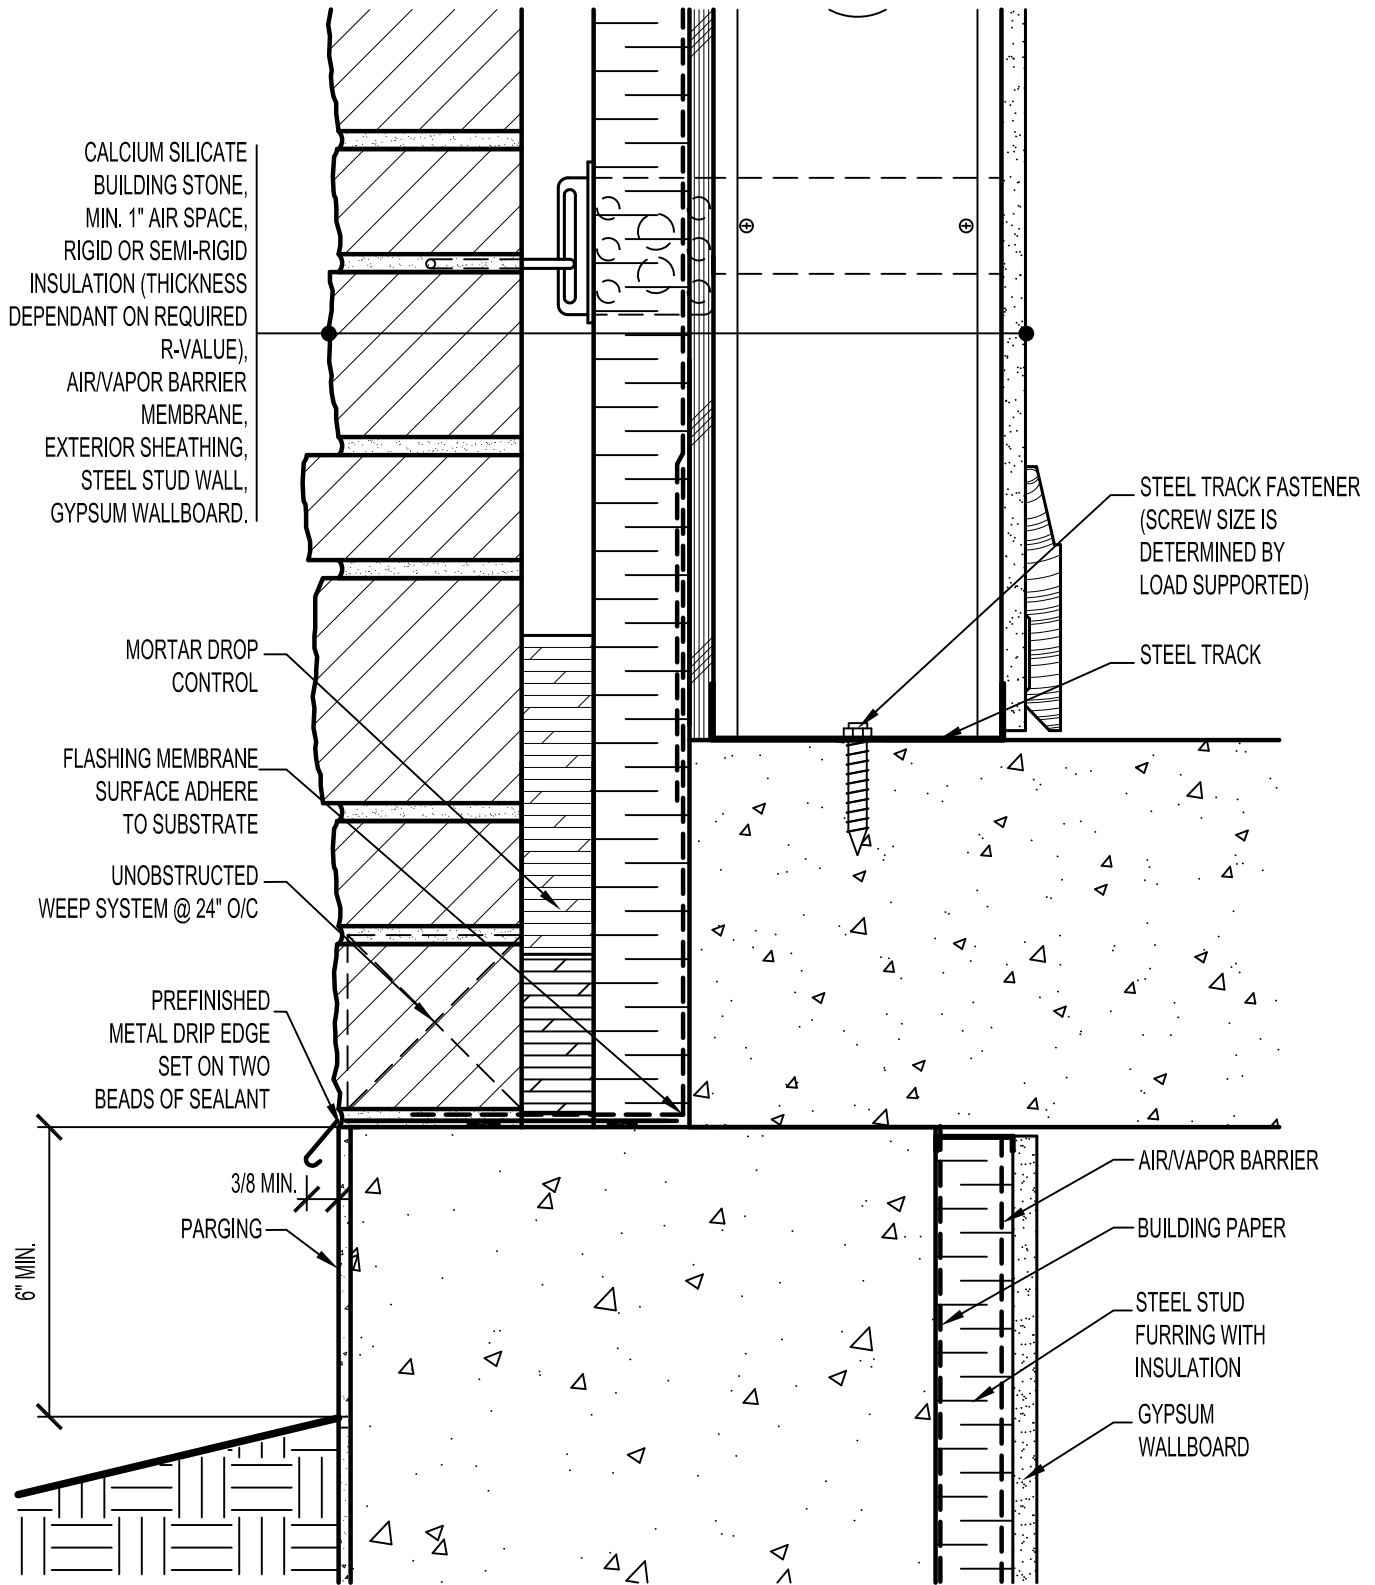 CALCIUM SILICATE
BUILDING STONE,
MIN. 1" AIR SPACE,
RIGID OR SEMI-RIGID
INSULATION (THICKNESS
DEPENDANT ON REQUIRED
R-VALUE),
AIR/VAPOR BARRIER
MEMBRANE,
EXTERIOR SHEATHING,
STEEL STUD WALL,
GYPSUM WALLBOARD.
STEEL TRACK FASTENER
(SCREW SIZE IS
DETERMINED BY
LOAD SUPPORTED)
STEEL TRACK
MORTAR DROP
CONTROL
FLASHING MEMBRANE
SURFACE ADHERE
TO SUBSTRATE
UNOBSTRUCTED
WEEP SYSTEM @ 24" O/C
PREFINISHED
METAL DRIP EDGE
SET ON TWO
BEADS OF SEALANT
3/8 MIN.
PARGING
6" MIN.
AIR/VAPOR BARRIER
BUILDING PAPER
STEEL STUD
FURRING WITH
INSULATION
GYPSUM
WALLBOARD